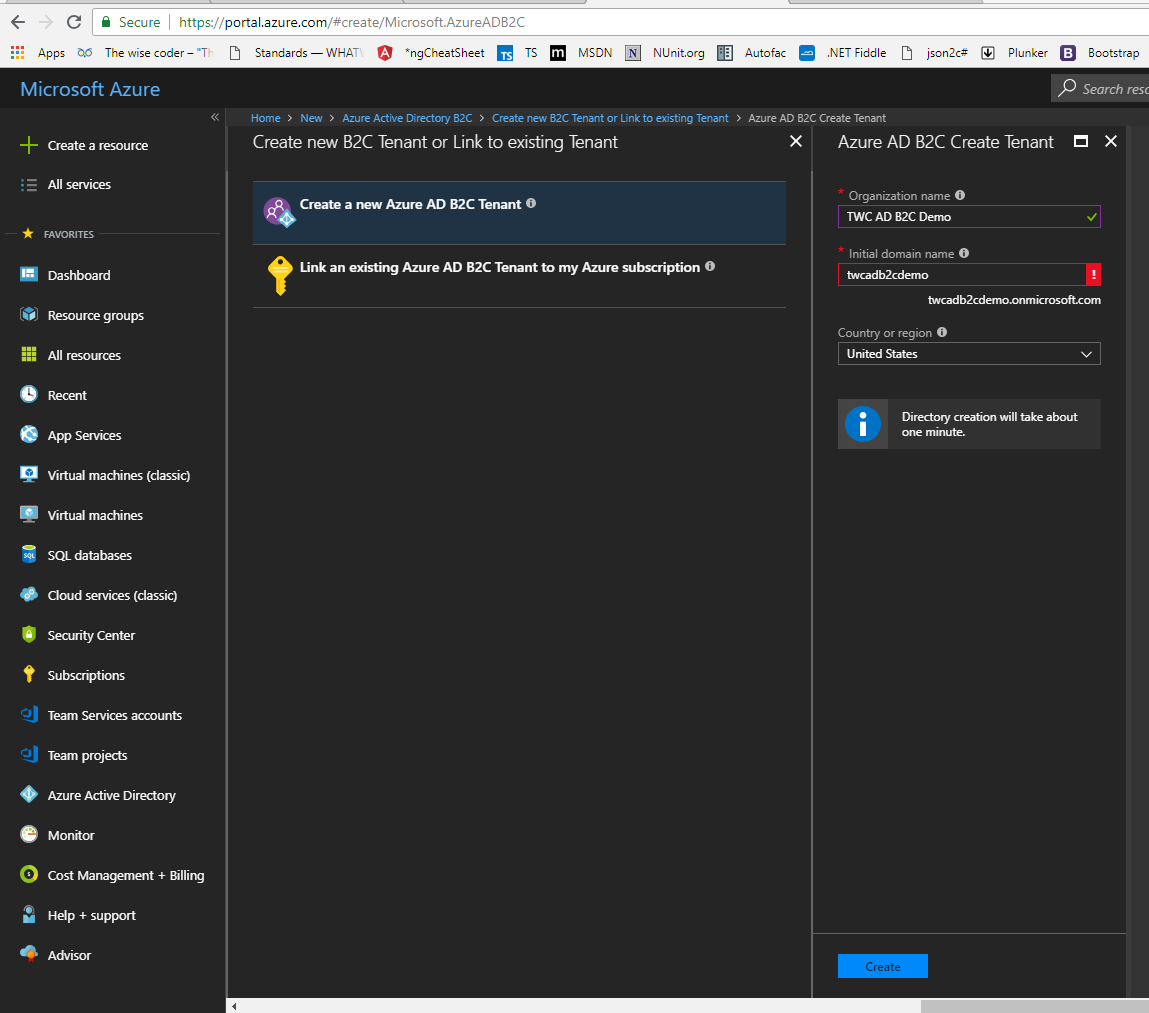 Secure
https://portal.azure.com/#create/Microsoft.AzureADB2C
Apps
The wise coder – "Th
Standards — WHAT
*ngCheatSheet
TS
TS
m
MSDN
N
NUnit.org
Autofac
.NET Fiddle
json2c#
Plunker
B
Bootstrap
Microsoft Azure
Search reso
Create a resource
All services
FAVORITES
Dashboard
Resource groups
All resources
Recent
App Services
Virtual machines (classic)
Virtual machines
SQL
SQL databases
Cloud services (classic)
Security Center
Subscriptions
Team Services accounts
Team projects
Azure Active Directory
Monitor
Cost Management + Billing
Help + support
Advisor
Home > New > Azure Active Directory B2C > Create new B2C Tenant or Link to existing Tenant > Azure AD B2C Create Tenant
Create new B2C Tenant or Link to existing Tenant
Create a new Azure AD B2C Tenant
Link an existing Azure AD B2C Tenant to my Azure subscription
Azure AD B2C Create Tenant
* Organization name
TWC AD B2C Demo
* Initial domain name
twcadb2cdemo
!
twcadb2cdemo.onmicrosoft.com
Country or region
United States
Directory creation will take about
one minute.
Create